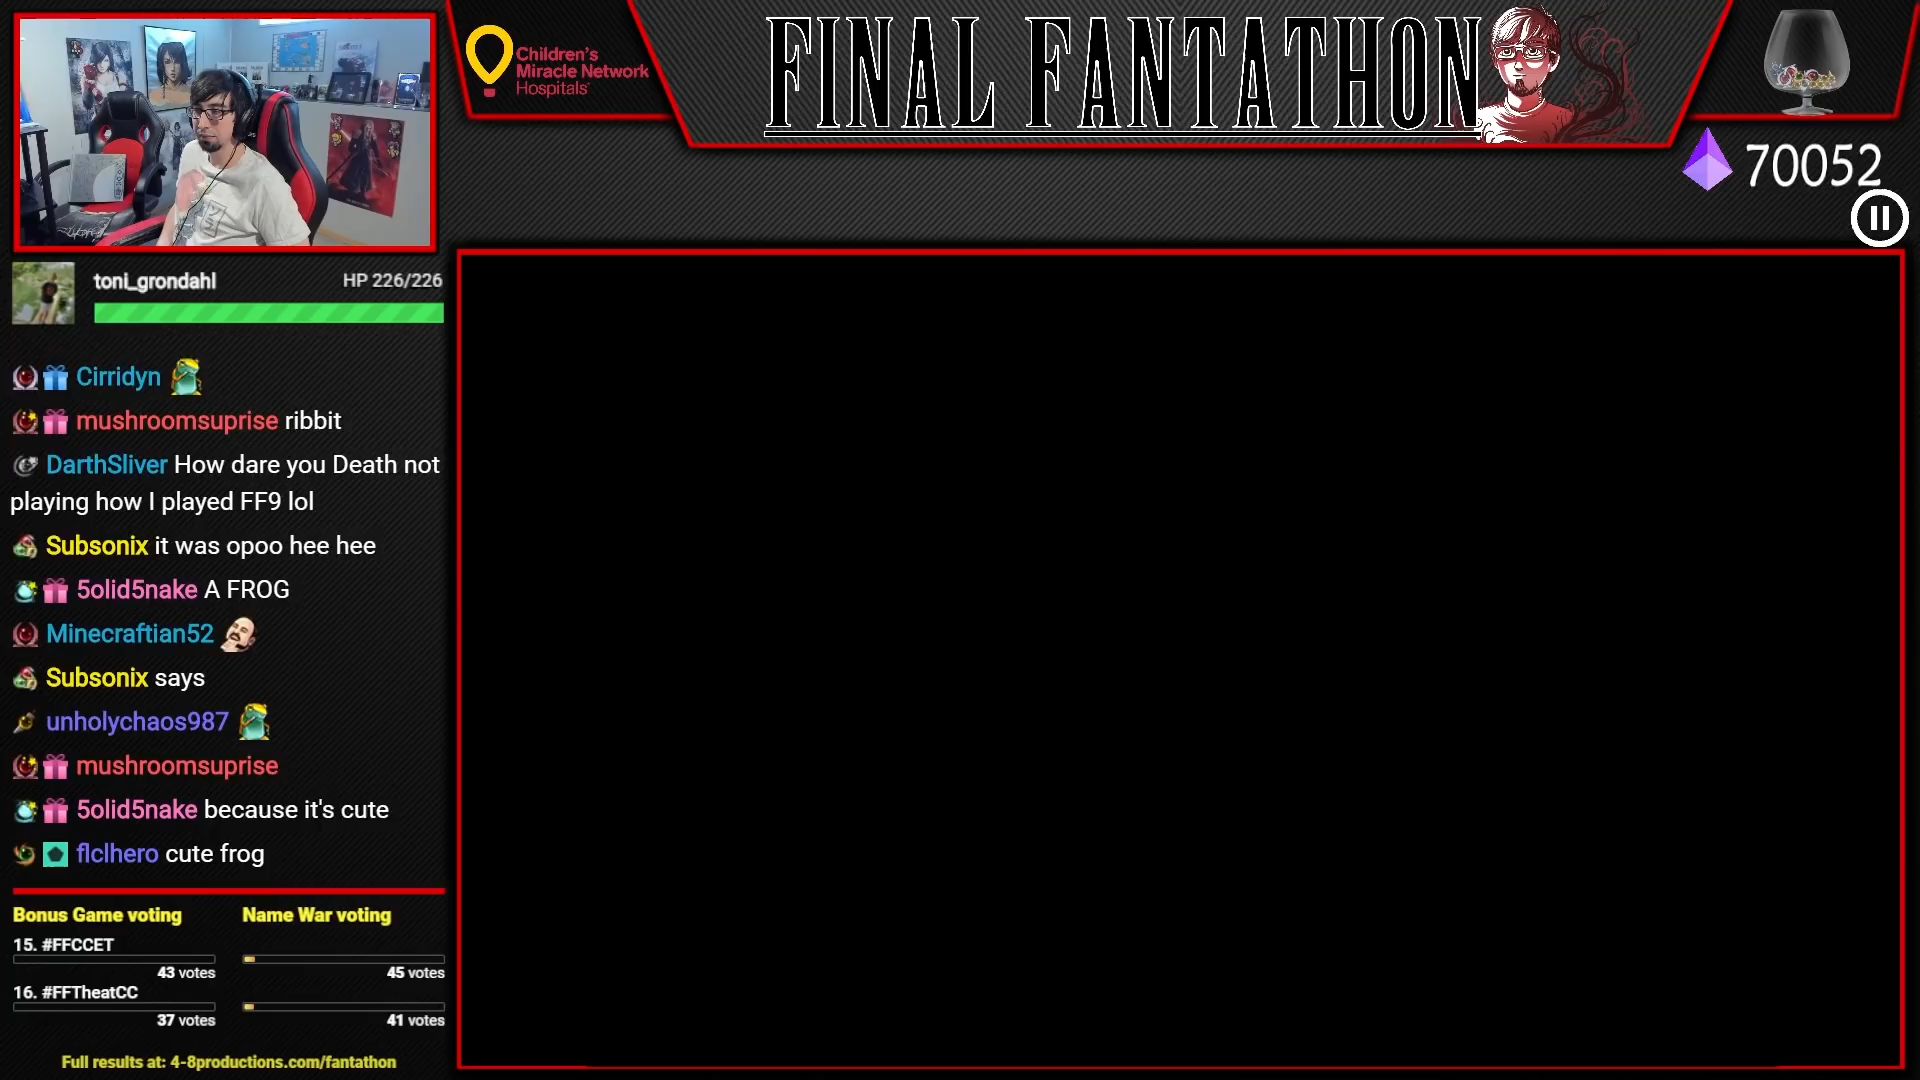 Children's
Miracle Network
Hospitals
FINAL FANTATHON
70052
toni_grondahl HP 226/226
Cirridyn
mushroomsuprise ribbit
DarthSliver How dare you Death not
playing how I played FF9 lol
Subsonix it was opoo hee hee
5olid5nake A FROG
Minecraftian52
Subsonix says
unholychaos987
mushroomsuprise
5olid5nake because it's cute
flclhero cute frog
Bonus Game voting Name War voting
15. #FFCCET
43 votes 45 votes
16. #FFTheatCC
37 votes 41 votes
Full results at: 4-8productions.com/fantathon